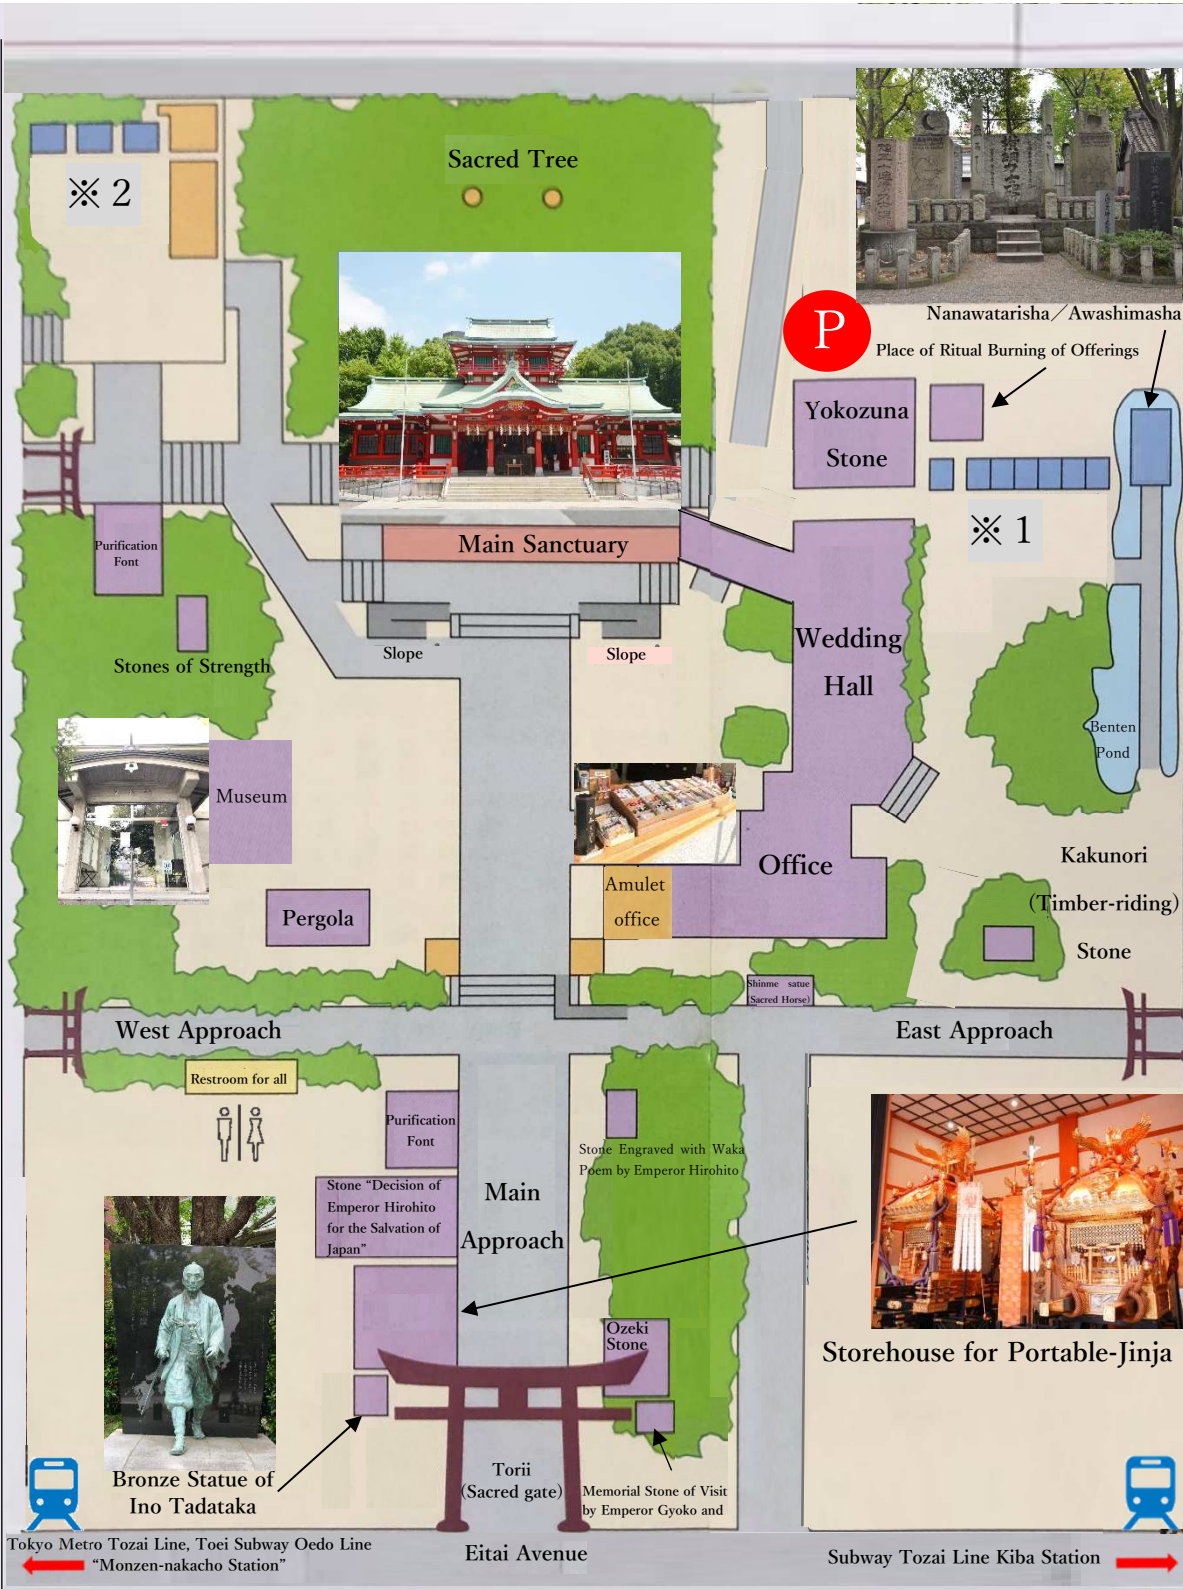 Sacred Tree
※ 2
P
横綱力士碑
Nanawatarisha／Awashimasha
Place of Ritual Burning of Offerings
Yokozuna
Stone
※ 1
Main Sanctuary
Purification
Font
Stones of Strength
Slope
Slope
Wedding
Hall
Benten
Pond
Museum
Office
Amulet
office
Pergola
Kakunori
(Timber-riding)
Stone
Shinme satue
(Sacred Horse)
West Approach
East Approach
Restroom for all
Purification
Font
Stone Engraved with Waka
Poem by Emperor Hirohito
Stone “Decision of
Emperor Hirohito
for the Salvation of
Japan”
Main
Approach
Ozeki
Stone
Storehouse for Portable-Jinja
Bronze Statue of
Ino Tadataka
Torii
(Sacred gate)
Memorial Stone of Visit
by Emperor Gyoko and
Tokyo Metro Tozai Line, Toei Subway Oedo Line
“Monzen-nakacho Station”
Eitai Avenue
Subway Tozai Line Kiba Station